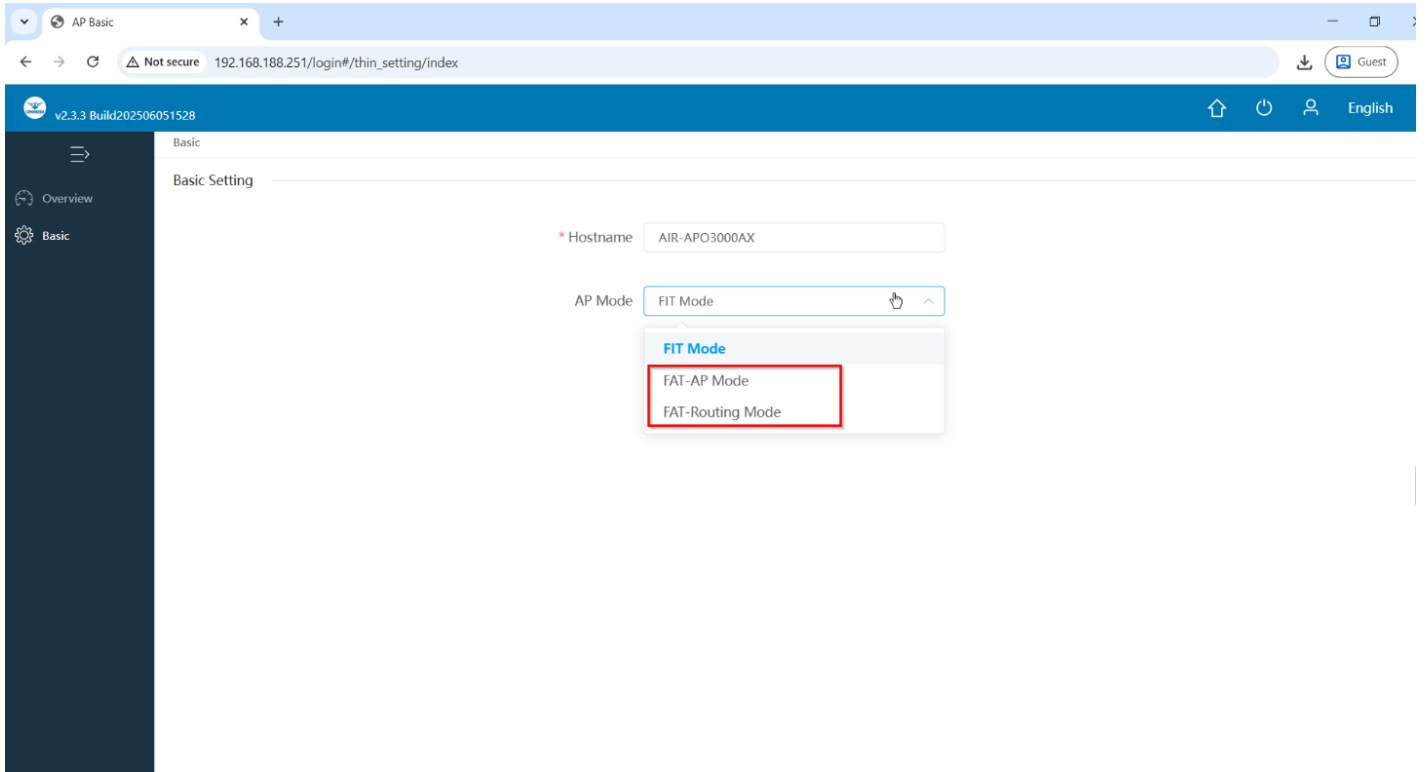 AP Basic
Not secure 192.168.188.251/login#/thin_setting/index
Guest
v2.3.3 Build202506051528
English
Basic
Basic Setting
Overview
Basic
* Hostname AIR-APO3000AX
AP Mode FIT Mode
FIT Mode
FAT-AP Mode
FAT-Routing Mode